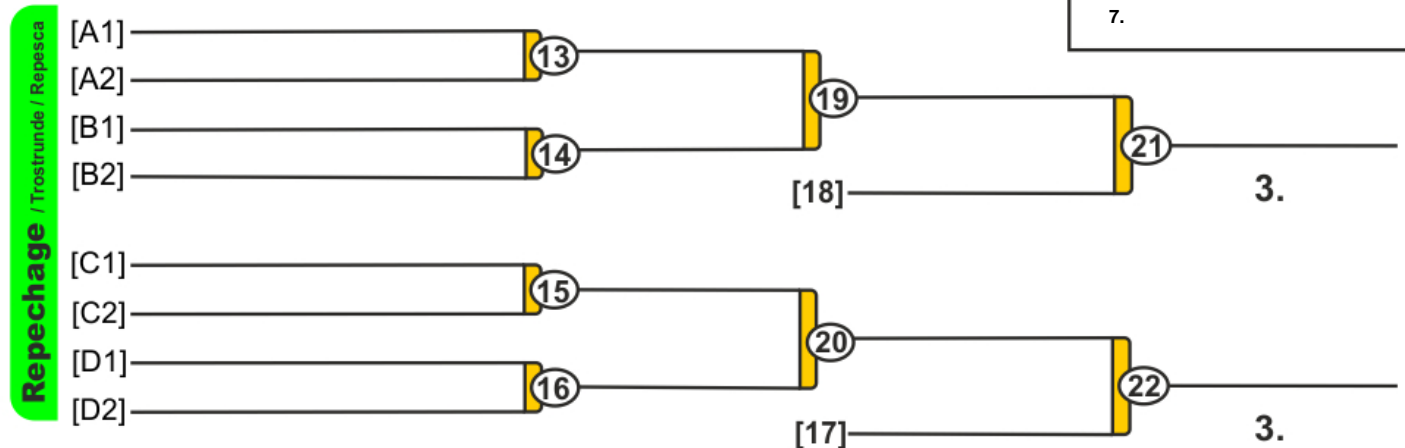 Repechage / Trostrunde / Repesca
7.
[A1]
13
[A2]
19
[B1]
14
21
[B2]
[18]
3.
[C1]
15
[C2]
20
[D1]
16
22
[D2]
[17]
3.